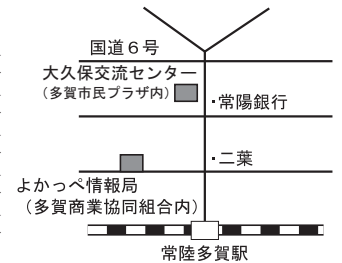 国道６号
大久保交流センター
（多賀市民プラザ内）
・常陽銀行
・二葉
よかっぺ情報局
（多賀商業協同組合内）
常陸多賀駅